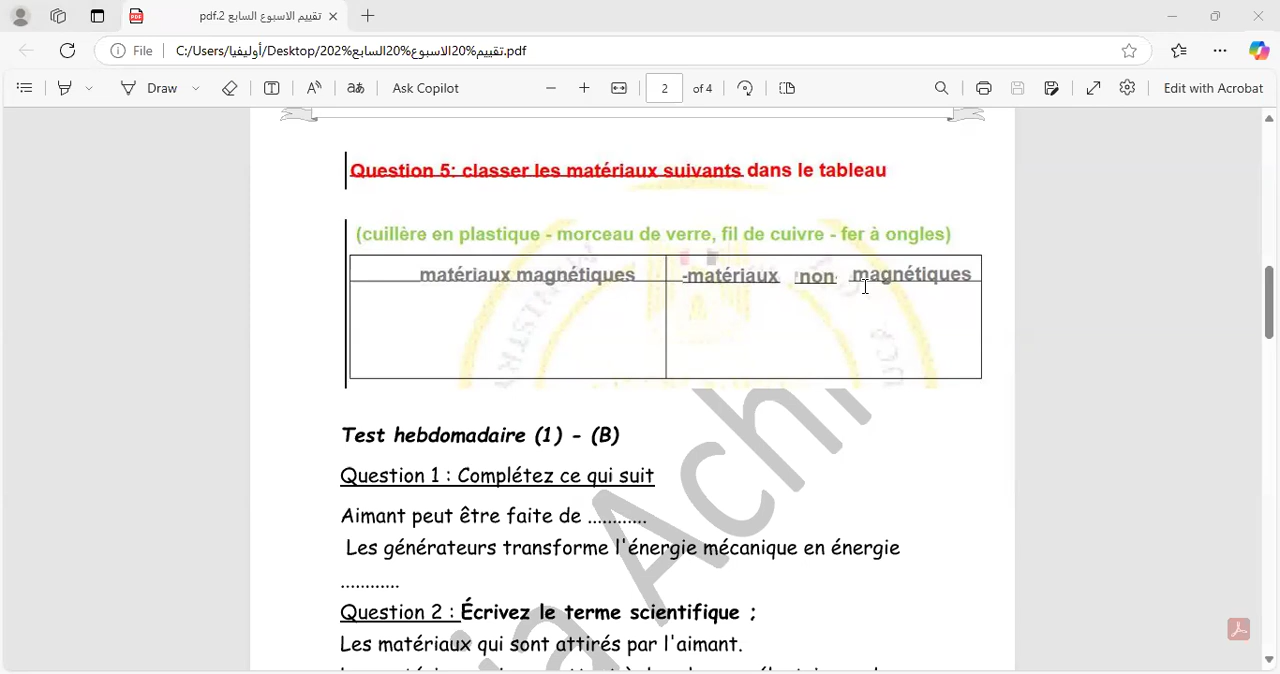 تقييم الاسبوع السابع 2.pdf
File
C:/Users/أوليفيا/Desktop/202%تقييم%20الاسبوع%20السابع.pdf
Draw
Ask Copilot
2 of 4
Edit with Acrobat
Question 5: classer les matériaux suivants dans le tableau
(cuillère en plastique - morceau de verre, fil de cuivre - fer à ongles)
matériaux magnétiques
-matériaux non magnétiques
Test hebdomadaire (1) - (B)
Question 1 : Complétez ce qui suit
Aimant peut être faite de ............
Les générateurs transforme l'énergie mécanique en énergie
............
Question 2 : Écrivez le terme scientifique ;
Les matériaux qui sont attirés par l'aimant.